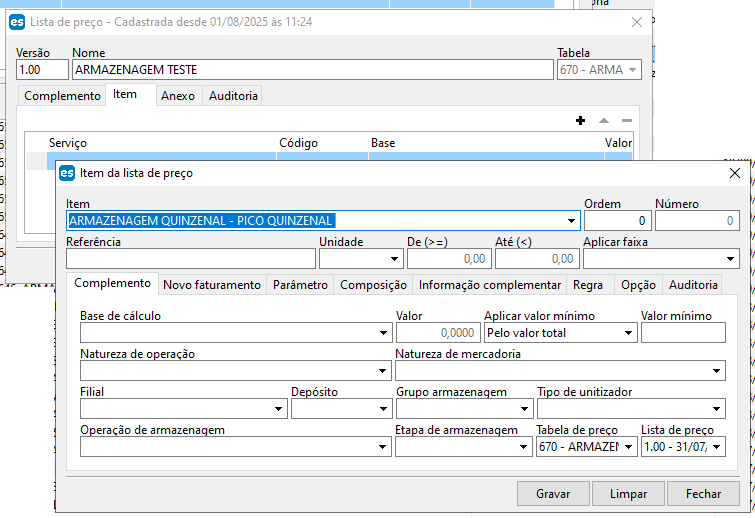 es Lista de preço - Cadastrada desde 01/08/2025 às 11:24
Versão Nome Tabela
1.00 ARMAZENAGEM TESTE 670 - ARMA
Complemento Item Anexo Auditoria
Serviço Código Base Valor
es Item da lista de preço
Item Ordem Número
ARMAZENAGEM QUINZENAL - PICO QUINZENAL 0 0
Referência Unidade De (>=) Até (<) Aplicar faixa
0,00 0,00
Complemento Novo faturamento Parâmetro Composição Informação complementar Regra Opção Auditoria
Base de cálculo Valor Aplicar valor mínimo Valor mínimo
0,0000 Pelo valor total
Natureza de operação Natureza de mercadoria
Filial Depósito Grupo armazenagem Tipo de unitizador
Operação de armazenagem Etapa de armazenagem Tabela de preço Lista de preço
670 - ARMAZEN 1.00 - 31/07/
Gravar Limpar Fechar